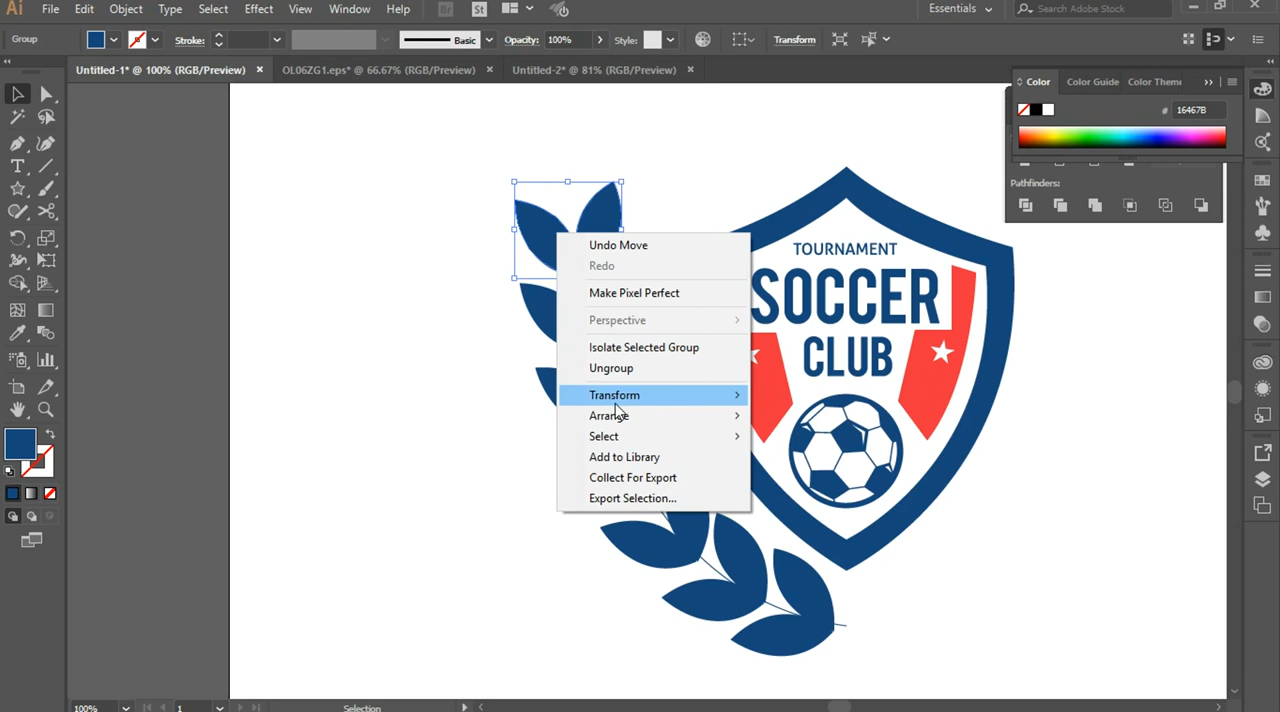 Ai File Edit Object Type Select Effect View Window Help Br St Essentials Search Adobe Stock
Group Stroke: Basic Opacity: 100% Style: Transform
Untitled-1* @ 100% (RGB/Preview) × OL06ZG1.eps* @ 66.67% (RGB/Preview) × Untitled-2* @ 81% (RGB/Preview) ×
Color Color Guide Color Theme
# 16467B
Pathfinders:
TOURNAMENT
SOCCER
CLUB
Undo Move
Redo
Make Pixel Perfect
Perspective
Isolate Selected Group
Ungroup
Transform
Arrange
Select
Add to Library
Collect For Export
Export Selection...
100% 1 Selection